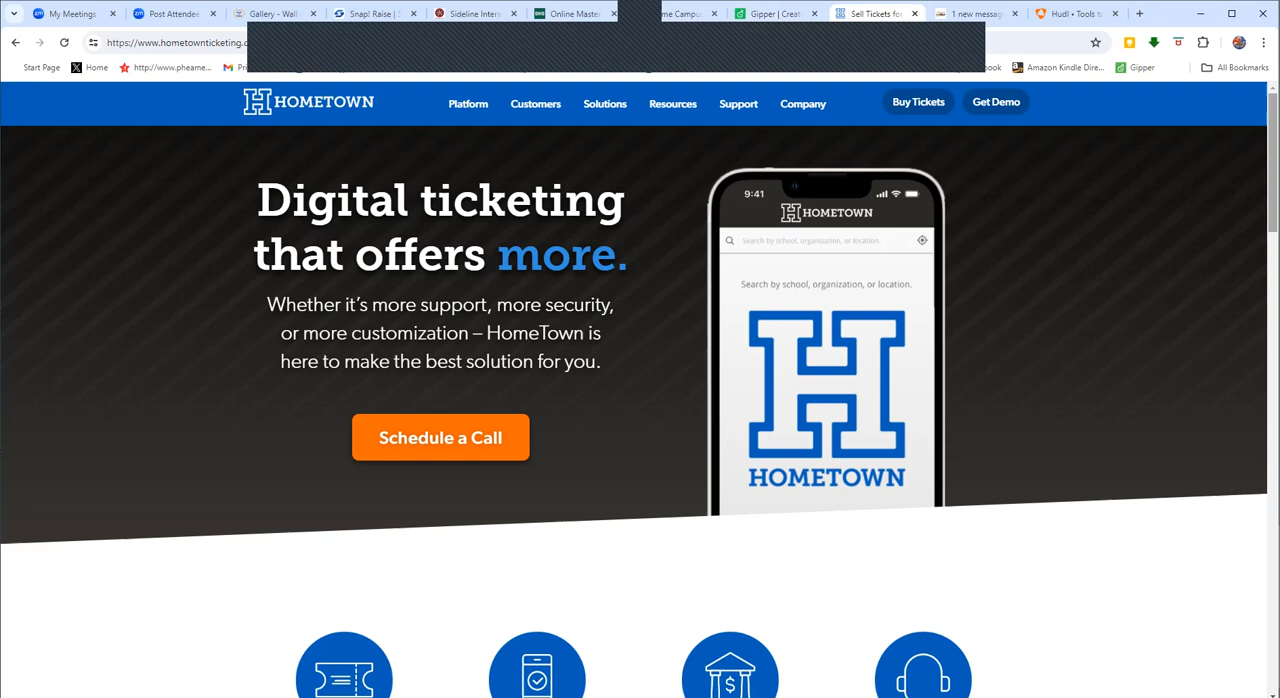 My Meetings
Post Attendee
Gallery - Wall
Snap! Raise | S
Sideline Intera
Online Master
me Campus
Gipper | Creat
Sell Tickets for
1 new messag
Hudl • Tools to
https://www.hometownticketing.c
Start Page
Home
http://www.pheame...
Pri
ook
Amazon Kindle Dire...
Gipper
All Bookmarks
HOMETOWN
Platform
Customers
Solutions
Resources
Support
Company
Buy Tickets
Get Demo
Digital ticketing
that offers more.
Whether it's more support, more security,
or more customization – HomeTown is
here to make the best solution for you.
Schedule a Call
9:41
HOMETOWN
Search by school, organization, or location.
Search by school, organization, or location.
H
HOMETOWN